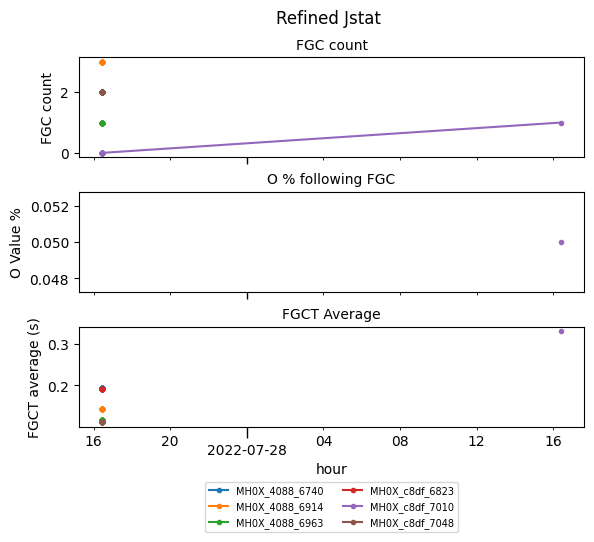 Refined Jstat
FGC count
FGC count
2
0
O % following FGC
O Value %
0.052
0.050
0.048
FGCT Average
FGCT average (s)
0.3
0.2
16 20 04 08 12 16
2022-07-28
hour
MH0X_4088_6740 MH0X_c8df_6823
MH0X_4088_6914 MH0X_c8df_7010
MH0X_4088_6963 MH0X_c8df_7048